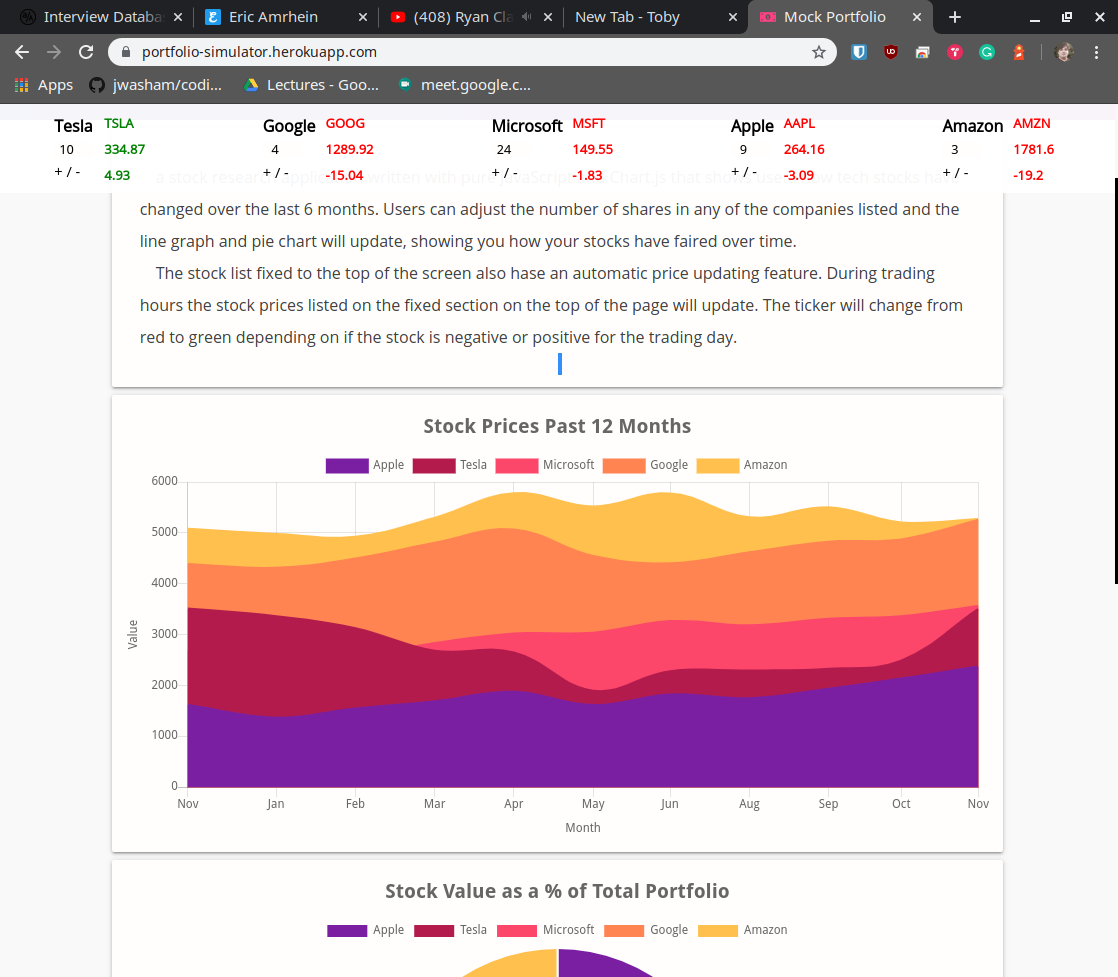 Interview Databa
Eric Amrhein
(408) Ryan Cla
New Tab - Toby
Mock Portfolio
portfolio-simulator.herokuapp.com
Apps
jwasham/codi...
Lectures - Goo...
meet.google.c...
Tesla TSLA
10 334.87
+ / - 4.93
Google GOOG
4 1289.92
+ / - -15.04
Microsoft MSFT
24 149.55
+ / - -1.83
Apple AAPL
9 264.16
+ / - -3.09
Amazon AMZN
3 1781.6
+ / - -19.2
a stock research written with pure JavaScript Chart.js that tech stocks
changed over the last 6 months. Users can adjust the number of shares in any of the companies listed and the
line graph and pie chart will update, showing you how your stocks have faired over time.
The stock list fixed to the top of the screen also hase an automatic price updating feature. During trading
hours the stock prices listed on the fixed section on the top of the page will update. The ticker will change from
red to green depending on if the stock is negative or positive for the trading day.
Stock Prices Past 12 Months
Apple Tesla Microsoft Google Amazon
6000
5000
4000
3000
2000
1000
0
Value
Nov Jan Feb Mar Apr May Jun Aug Sep Oct Nov
Month
Stock Value as a % of Total Portfolio
Apple Tesla Microsoft Google Amazon